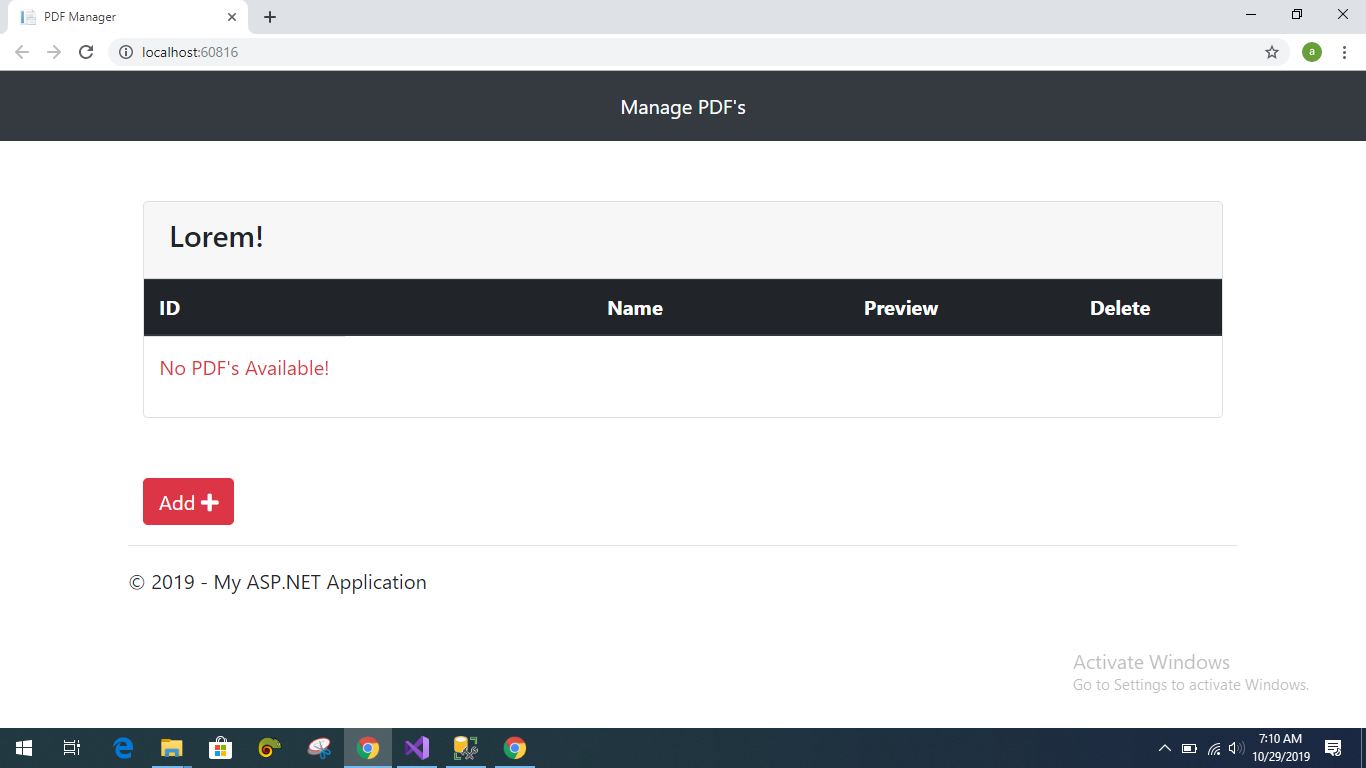 PDF Manager
localhost:60816
a
Manage PDF's
Lorem!
ID Name Preview Delete
No PDF's Available!
Add
© 2019 - My ASP.NET Application
Activate Windows
Go to Settings to activate Windows.
7:10 AM
10/29/2019